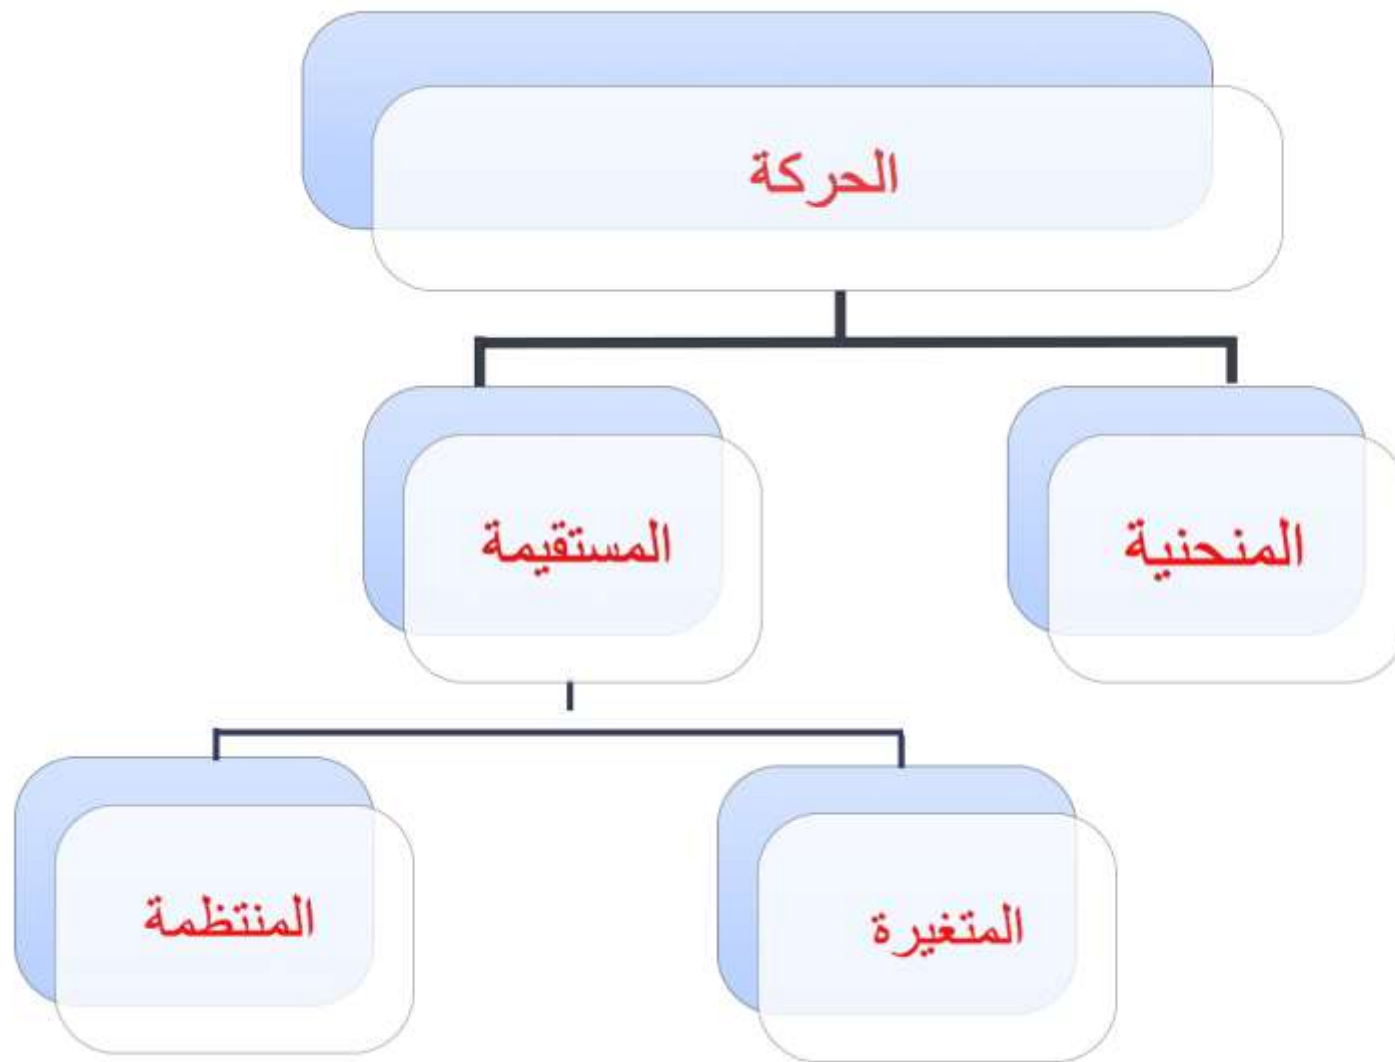 الحركة
المنحنية
المستقيمة
المتغيرة
المنتظمة